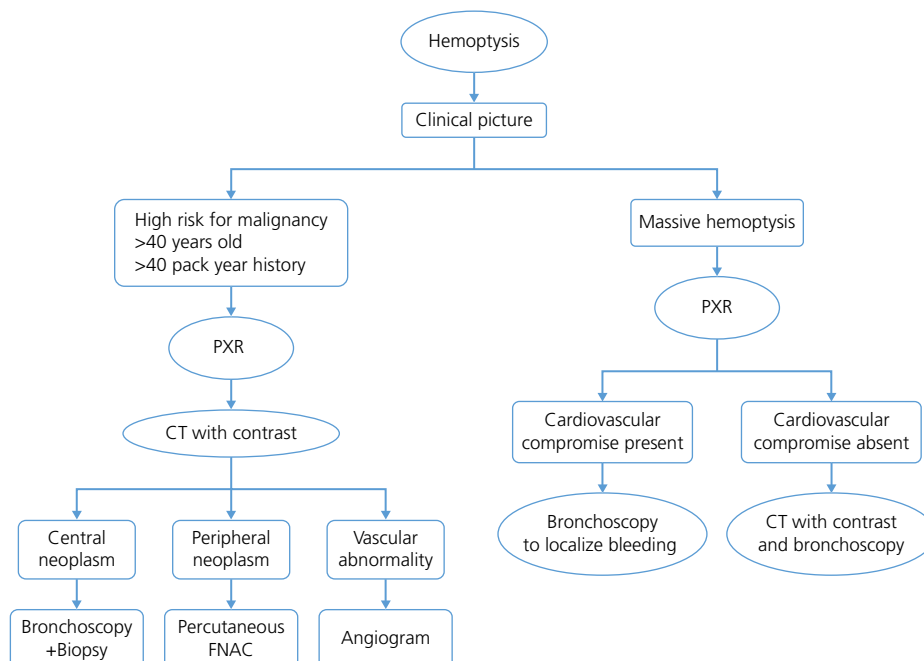 Hemoptysis
Clinical picture
High risk for malignancy
>40 years old
>40 pack year history
Massive hemoptysis
PXR
PXR
CT with contrast
Cardiovascular
compromise present
Cardiovascular
compromise absent
Bronchoscopy
to localize bleeding
CT with contrast
and bronchoscopy
Central
neoplasm
Peripheral
neoplasm
Vascular
abnormality
Bronchoscopy
+Biopsy
Percutaneous
FNAC
Angiogram